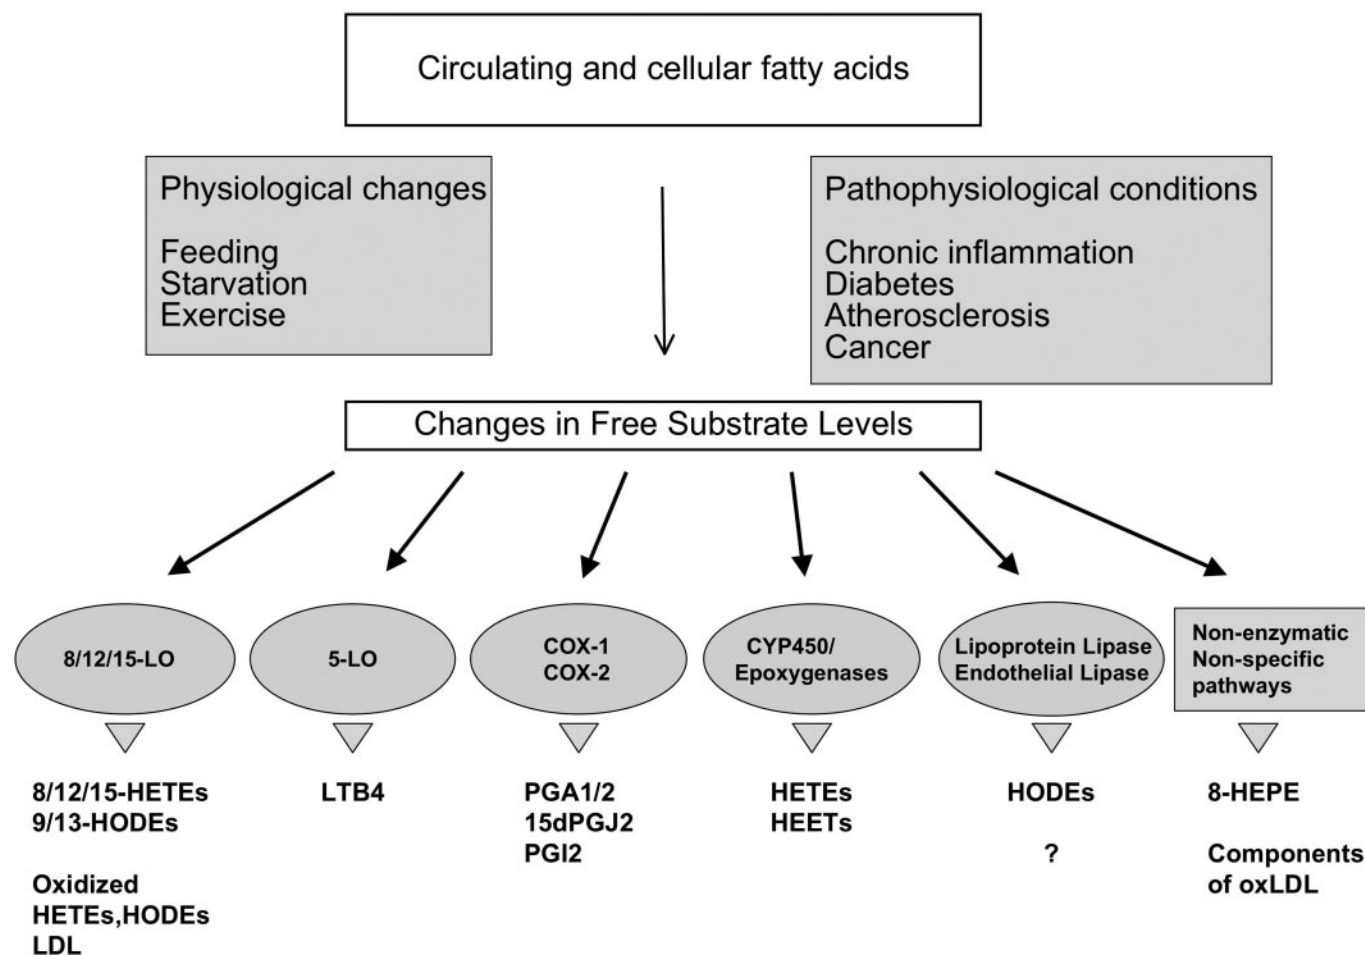 Circulating and cellular fatty acids
Physiological changes
Feeding
Starvation
Exercise
Pathophysiological conditions
Chronic inflammation
Diabetes
Atherosclerosis
Cancer
Changes in Free Substrate Levels
8/12/15-LO
5-LO
COX-1
COX-2
CYP450/
Epoxygenases
Lipoprotein Lipase
Endothelial Lipase
Non-enzymatic
Non-specific
pathways
8/12/15-HETEs
9/13-HODEs
Oxidized
HETEs,HODEs
LDL
LTB4
PGA1/2
15dPGJ2
PGI2
HETEs
HEETs
HODEs
?
8-HEPE
Components
of oxLDL